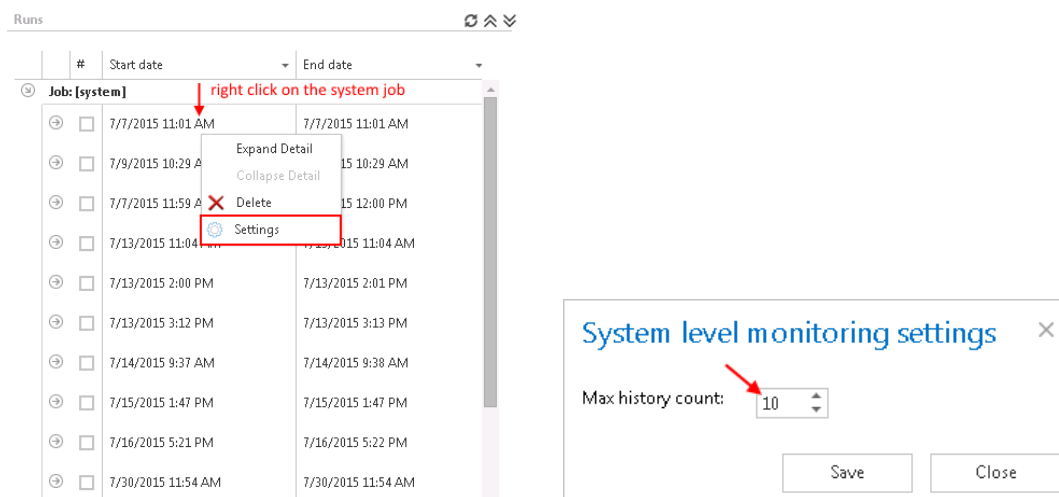 Runs
# Start date End date
Job: [system] right click on the system job
7/7/2015 11:01 AM 7/7/2015 11:01 AM
Expand Detail
7/9/2015 10:29 A 15 10:29 AM
Collapse Detail
7/7/2015 11:59 A Delete 15 12:00 PM
Settings
7/13/2015 11:04 11:04 AM
7/13/2015 2:00 PM 7/13/2015 2:01 PM
7/13/2015 3:12 PM 7/13/2015 3:13 PM
7/14/2015 9:37 AM 7/14/2015 9:38 AM
7/15/2015 1:47 PM 7/15/2015 1:47 PM
7/16/2015 5:21 PM 7/16/2015 5:22 PM
7/30/2015 11:54 AM 7/30/2015 11:54 AM
System level monitoring settings
Max history count: 10
Save Close